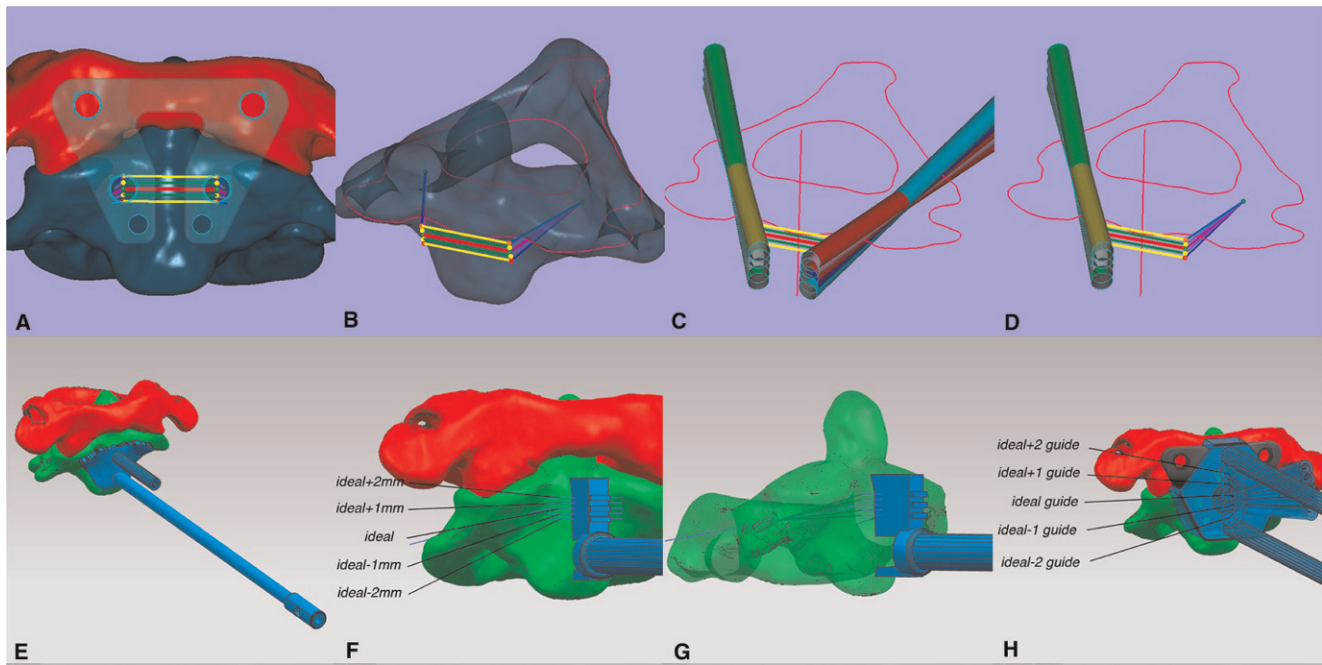 A
B
C
D
ideal+2mm
ideal+1mm
ideal
ideal-1mm
ideal-2mm
ideal+2 guide
ideal+1 guide
ideal guide
ideal-1 guide
ideal-2 guide
E
F
G
H